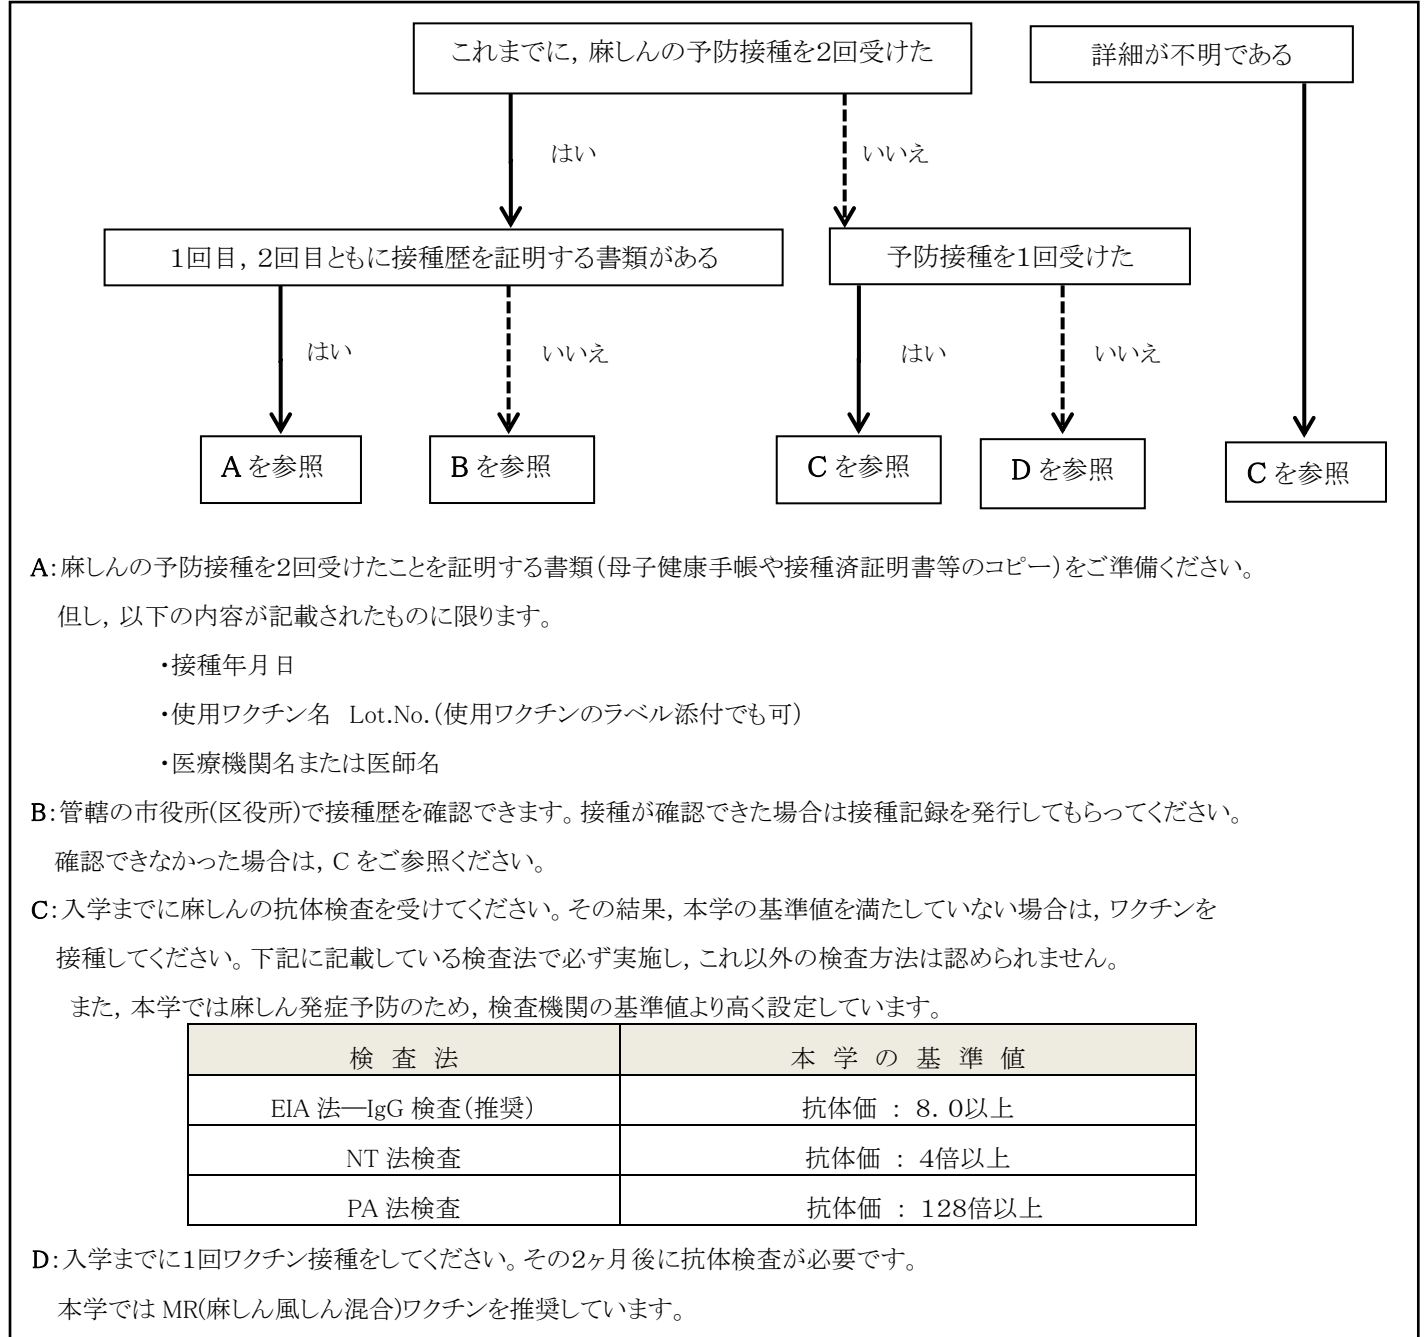 これまでに，麻しんの予防接種を２回受けた
詳細が不明である
はい
いいえ
１回目，２回目ともに接種歴を証明する書類がある
予防接種を１回受けた
はい
いいえ
はい
いいえ
A を参照
B を参照
C を参照
D を参照
C を参照
A：麻しんの予防接種を２回受けたことを証明する書類（母子健康手帳や接種済証明書等のコピー）をご準備ください。
但し，以下の内容が記載されたものに限ります。
・接種年月日
・使用ワクチン名　Lot.No.（使用ワクチンのラベル添付でも可）
・医療機関名または医師名
B：管轄の市役所(区役所)で接種歴を確認できます。接種が確認できた場合は接種記録を発行してもらってください。
確認できなかった場合は，C をご参照ください。
C：入学までに麻しんの抗体検査を受けてください。その結果，本学の基準値を満たしていない場合は，ワクチンを
接種してください。下記に記載している検査法で必ず実施し，これ以外の検査方法は認められません。
また，本学では麻しん発症予防のため，検査機関の基準値より高く設定しています。
検　査　法
本　学　の　基　準　値
EIA 法―IgG 検査（推奨）
抗体価　：　８．０以上
NT 法検査
抗体価　：　４倍以上
PA 法検査
抗体価　：　１２８倍以上
D：入学までに１回ワクチン接種をしてください。その２ヶ月後に抗体検査が必要です。
本学では MR(麻しん風しん混合)ワクチンを推奨しています。